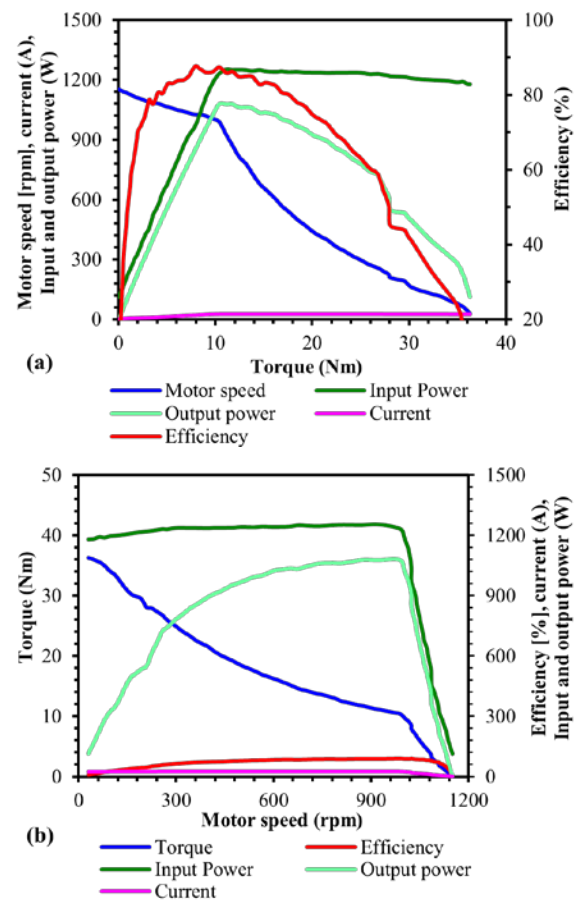 1500
1200
900
600
300
0
Motor speed [rpm], current (A),
Input and output power (W)
100
80
60
40
20
Efficiency (%)
0
10
20
30
40
Torque (Nm)
(a)
Motor speed
Input Power
Output power
Current
Efficiency
50
40
30
20
10
0
Torque (Nm)
1500
1200
900
600
300
0
Efficiency [%], current (A),
Input and output power (W)
0
300
600
900
1200
Motor speed (rpm)
(b)
Torque
Efficiency
Input Power
Output power
Current